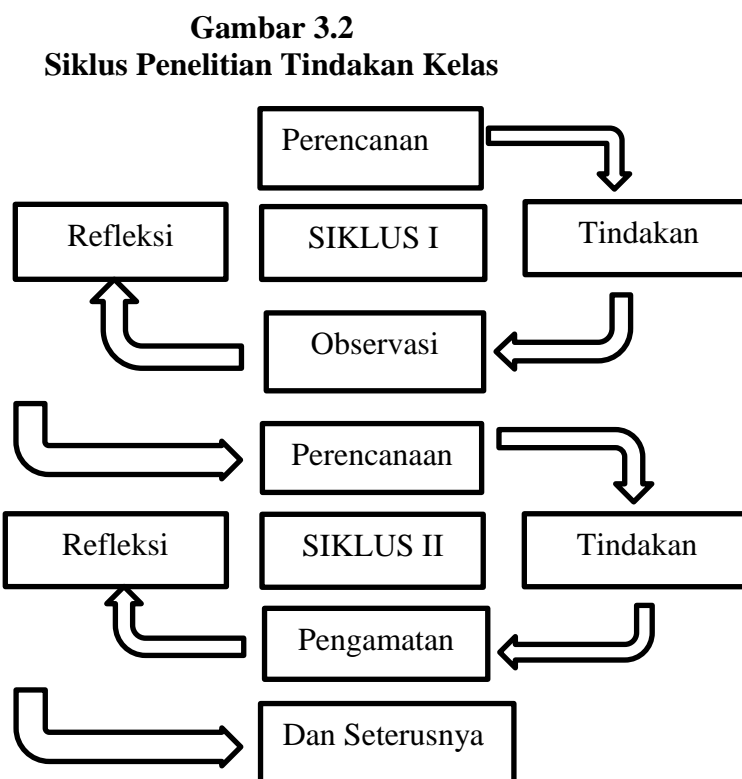 Gambar 3.2
Siklus Penelitian Tindakan Kelas
Perencanan
Refleksi
SIKLUS I
Tindakan
Observasi
Perencanaan
Refleksi
SIKLUS II
Tindakan
Pengamatan
Dan Seterusnya